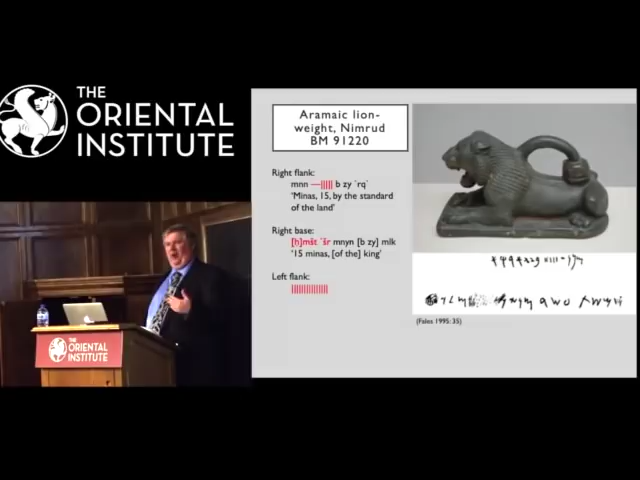 THE
ORIENTAL
INSTITUTE
Aramaic lion-
weight, Nimrud
BM 91220
Right flank:
mnn —||||| b zy ʾrqʾ
'Minas, 15, by the standard
of the land'
Right base:
[ḥ]mšt ʿšr mnyn [b zy] mlk
'15 minas, [of the] king'
Left flank:
|||||||||||||||
(Fales 1995: 35)
THE
ORIENTAL INSTITUTE